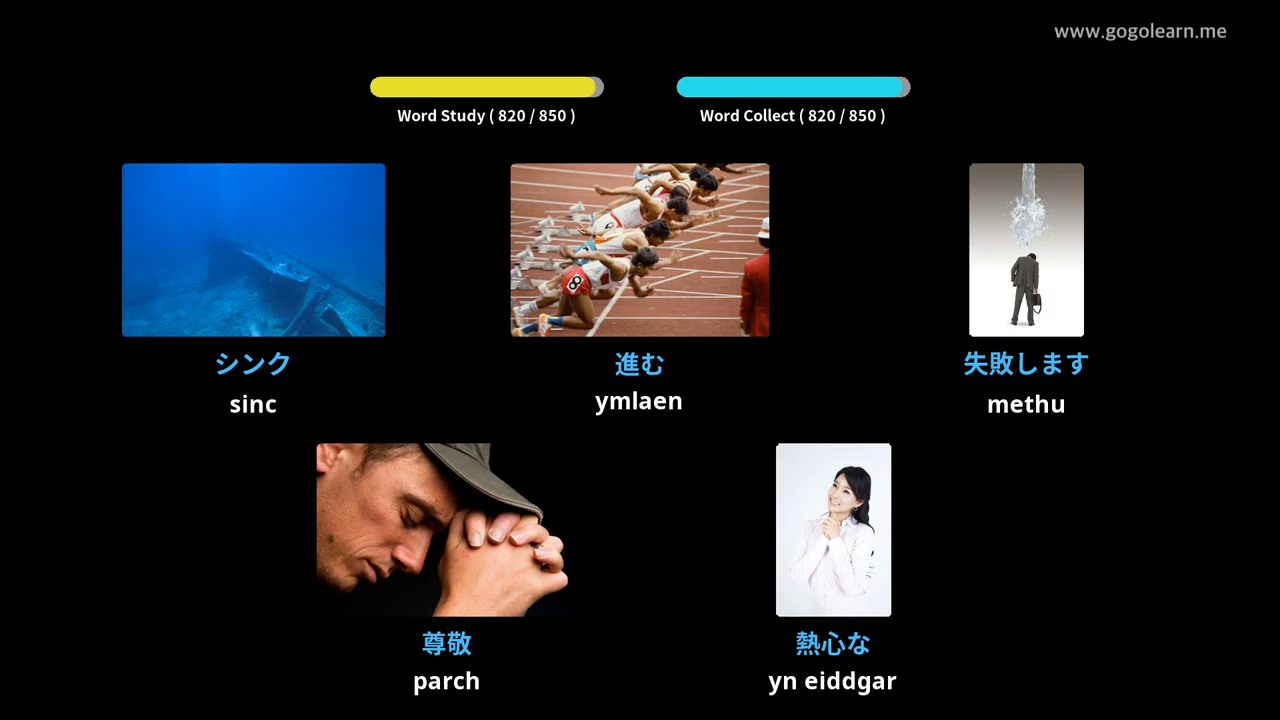 www.gogolearn.me
Word Study ( 820 / 850 )
Word Collect ( 820 / 850 )
シンク
sinc
進む
ymlaen
失敗します
methu
尊敬
parch
熱心な
yn eiddgar